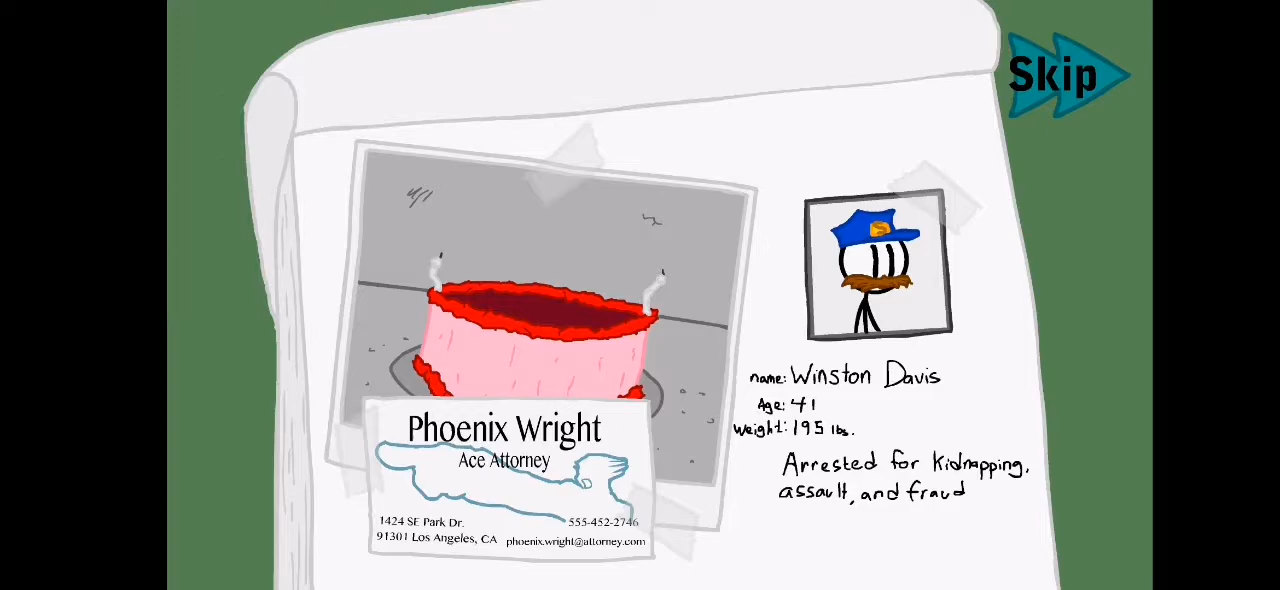 Skip
Phoenix Wright
Ace Attorney
1424 SE Park Dr.
91301 Los Angeles, CA
555-452-2746
phoenix.wright@attorney.com
name: Winston Davis
Age: 41
Weight: 195 lbs.
Arrested for Kidnapping,
assault, and fraud